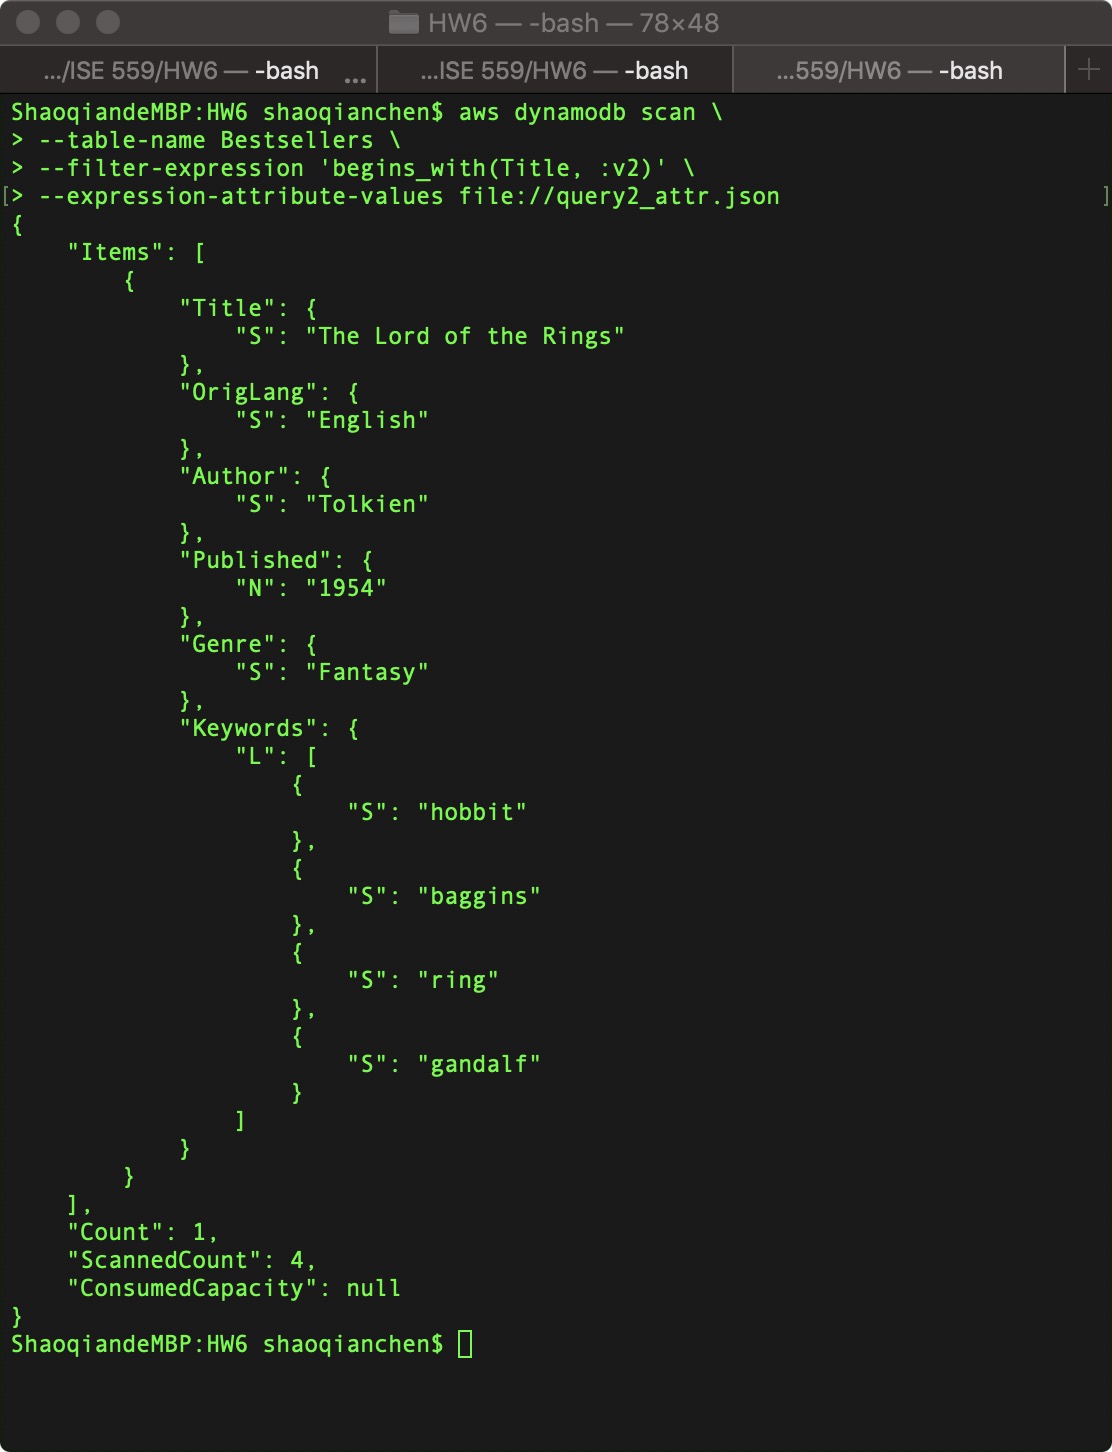 HW6 — -bash — 78×48
.../ISE 559/HW6 — -bash ... ...ISE 559/HW6 — -bash ...559/HW6 — -bash +
ShaoqiandeMBP:HW6 shaoqianchen$ aws dynamodb scan \
> --table-name Bestsellers \
> --filter-expression 'begins_with(Title, :v2)' \
[> --expression-attribute-values file://query2_attr.json ]
{
    "Items": [
        {
            "Title": {
                "S": "The Lord of the Rings"
            },
            "OrigLang": {
                "S": "English"
            },
            "Author": {
                "S": "Tolkien"
            },
            "Published": {
                "N": "1954"
            },
            "Genre": {
                "S": "Fantasy"
            },
            "Keywords": {
                "L": [
                    {
                        "S": "hobbit"
                    },
                    {
                        "S": "baggins"
                    },
                    {
                        "S": "ring"
                    },
                    {
                        "S": "gandalf"
                    }
                ]
            }
        }
    ],
    "Count": 1,
    "ScannedCount": 4,
    "ConsumedCapacity": null
}
ShaoqiandeMBP:HW6 shaoqianchen$